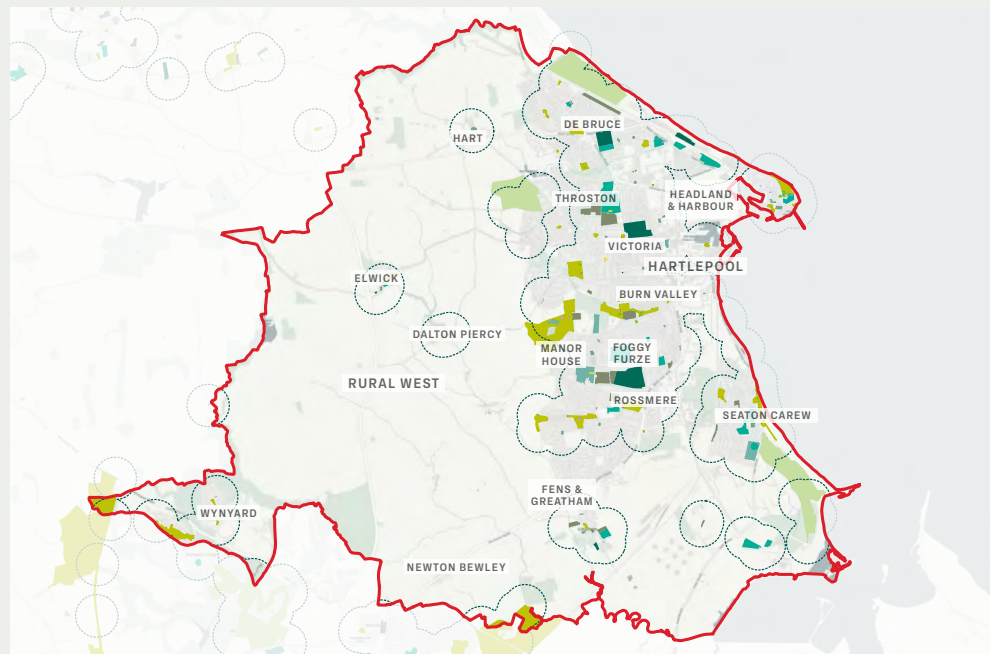 DE BRUCE
HART
THROSTON
HEADLAND
& HARBOUR
VICTORIA
HARTLEPOOL
ELWICK
BURN VALLEY
DALTON PIERCY
MANOR
HOUSE
FOGGY
FURZE
RURAL WEST
ROSSMERE
SEATON CAREW
FENS &
GREATHAM
WYNYARD
NEWTON BEWLEY